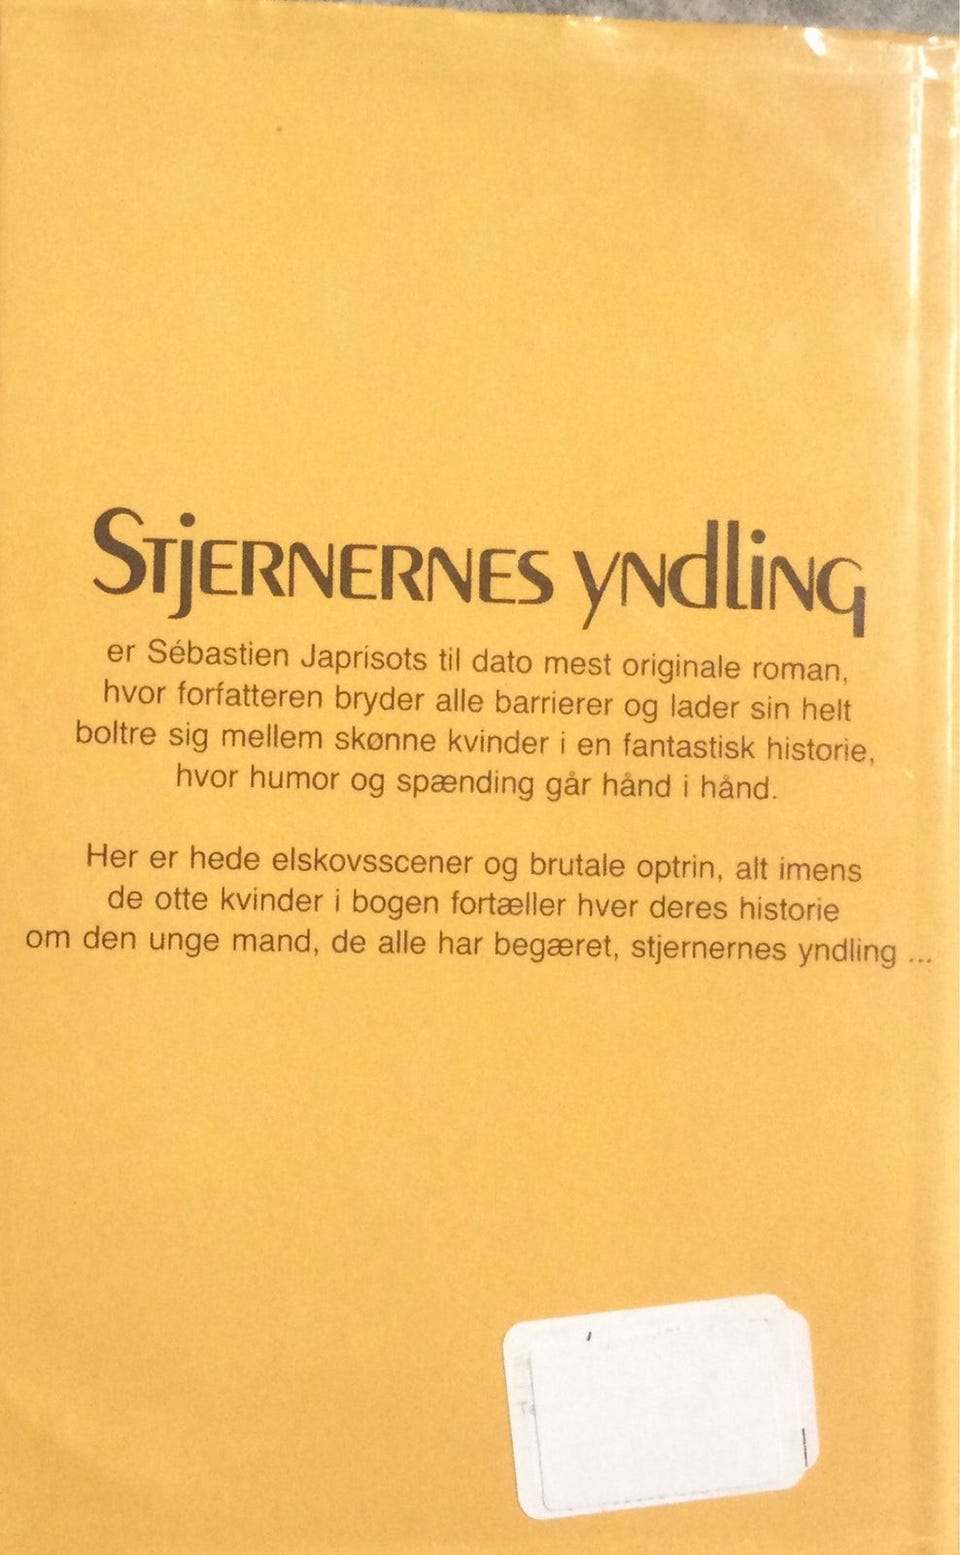 Stjernernes yndling
er Sébastien Japrisots til dato mest originale roman,
hvor forfatteren bryder alle barrierer og lader sin helt
boltre sig mellem skønne kvinder i en fantastisk historie,
hvor humor og spænding går hånd i hånd.
Her er hede elskovsscener og brutale optrin, alt imens
de otte kvinder i bogen fortæller hver deres historie
om den unge mand, de alle har begæret, stjernernes yndling ...